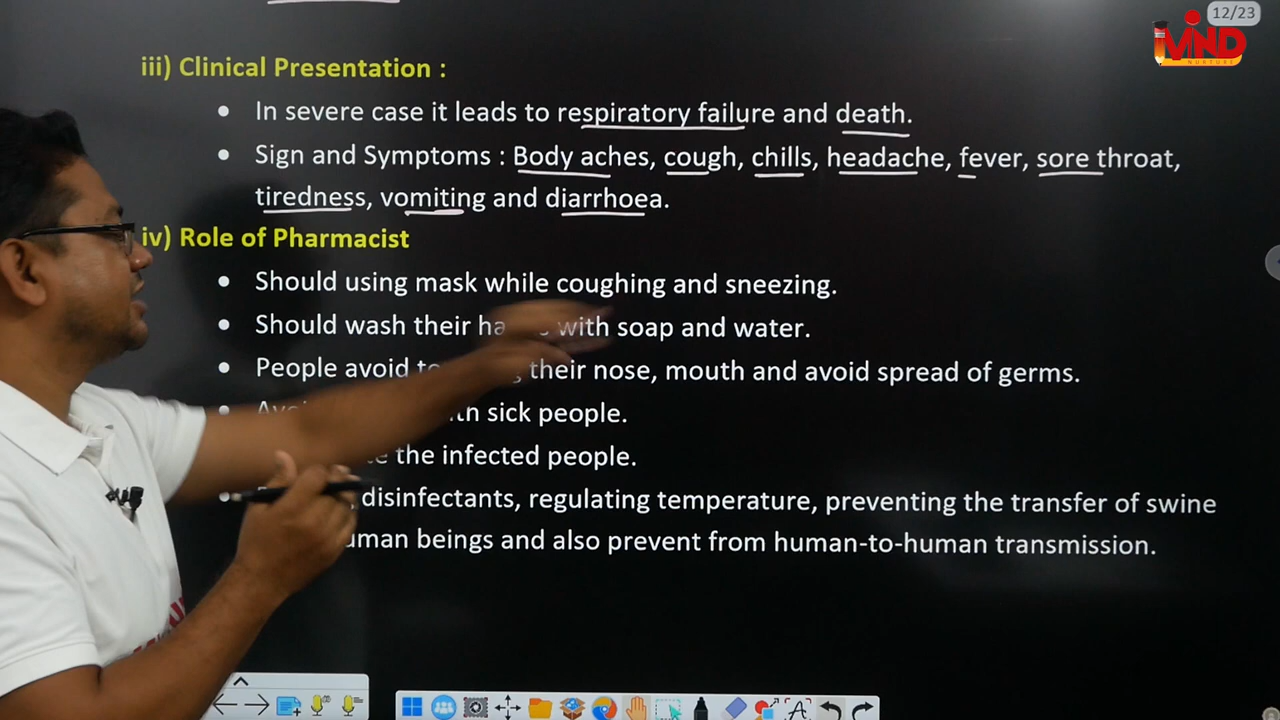 12/23
MIND
NURTURE
iii) Clinical Presentation :
• In severe case it leads to respiratory failure and death.
• Sign and Symptoms : Body aches, cough, chills, headache, fever, sore throat,
tiredness, vomiting and diarrhoea.
iv) Role of Pharmacist
• Should using mask while coughing and sneezing.
• Should wash their with soap and water.
• People avoid their nose, mouth and avoid spread of germs.
• sick people.
the infected people.
• disinfectants, regulating temperature, preventing the transfer of swine
beings and also prevent from human-to-human transmission.